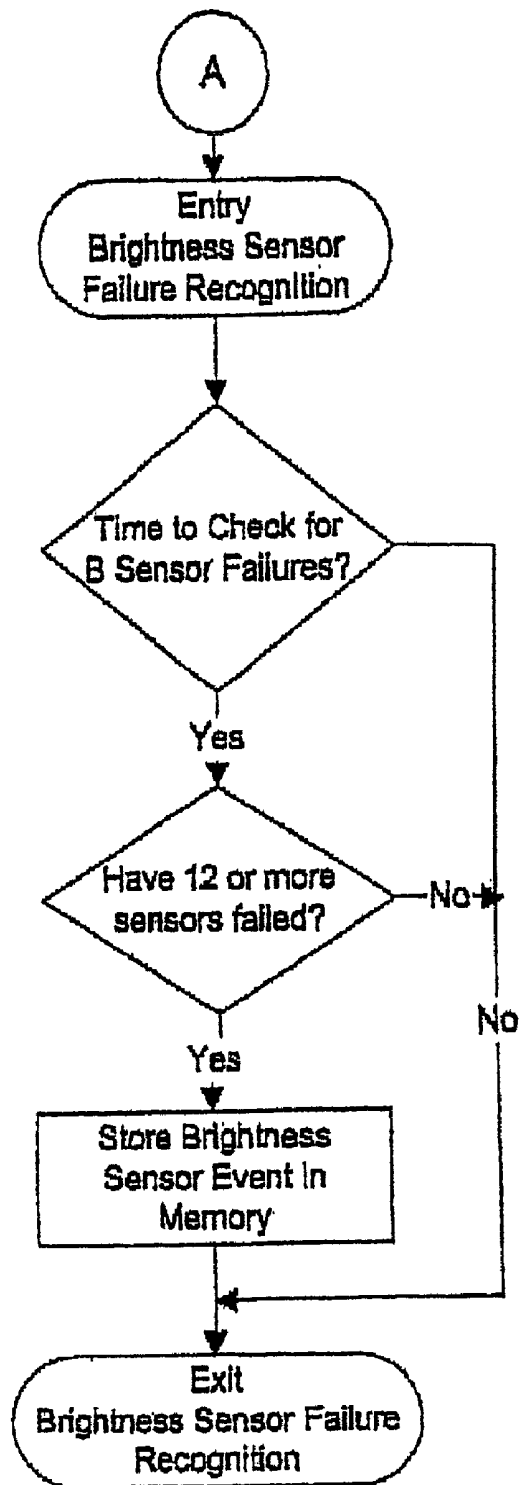 A
Entry
Brightness Sensor
Failure Recognition
Time to Check for
B Sensor Failures?
Yes
Have 12 or more
sensors failed?
No
No
Yes
Store Brightness
Sensor Event in
Memory
Exit
Brightness Sensor Failure
Recognition